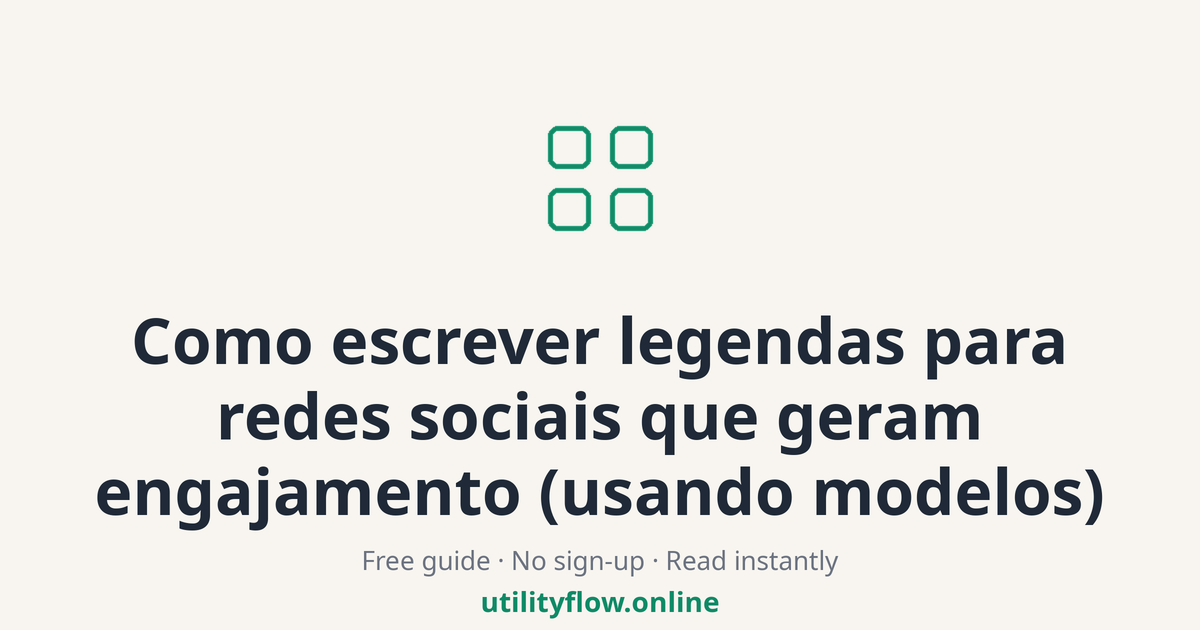 Como escrever legendas para
redes sociais que geram
engajamento (usando modelos)
Free guide · No sign-up · Read instantly
utilityflow.online